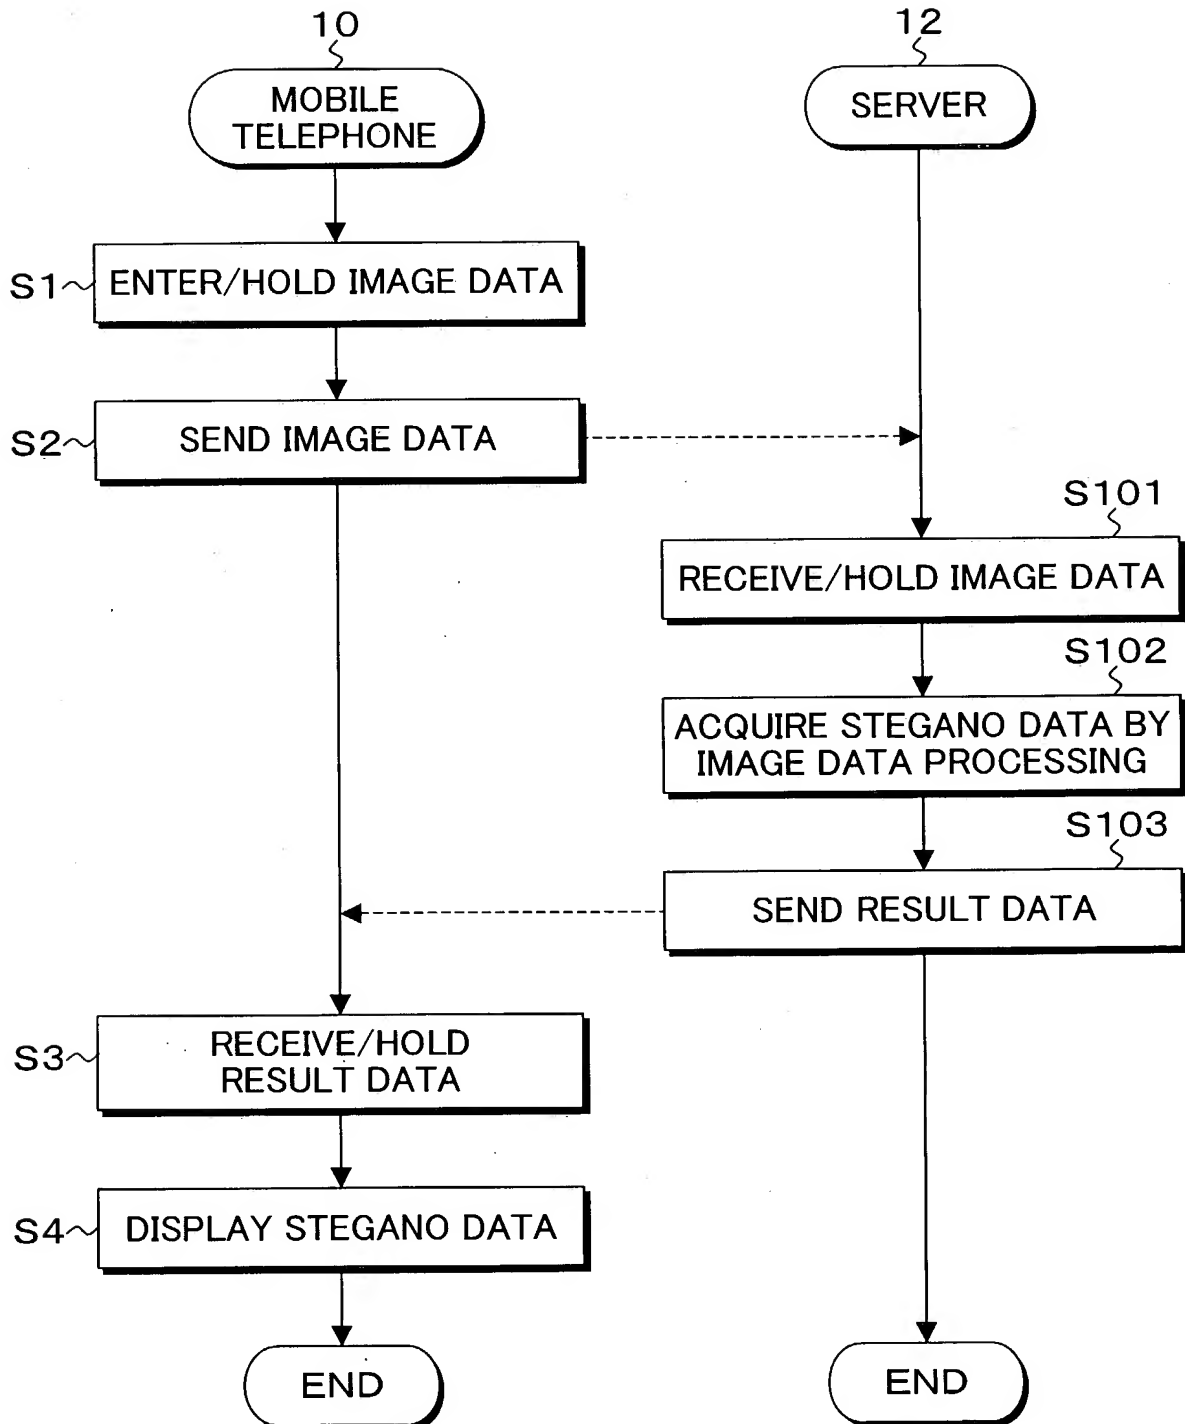 10
MOBILE
TELEPHONE
S1
ENTER/HOLD IMAGE DATA
S2
SEND IMAGE DATA
S3
RECEIVE/HOLD
RESULT DATA
S4
DISPLAY STEGANO DATA
END
12
SERVER
S101
RECEIVE/HOLD IMAGE DATA
S102
ACQUIRE STEGANO DATA BY
IMAGE DATA PROCESSING
S103
SEND RESULT DATA
END